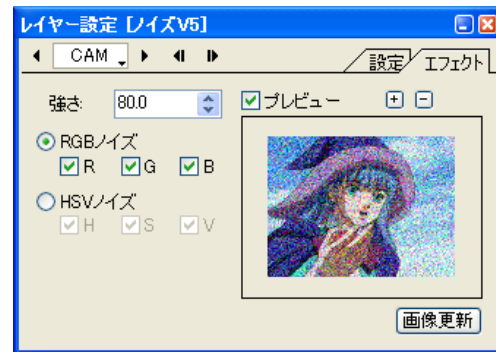 レイヤー設定 [ノイズV5]
CAM
設定 エフェクト
強さ: 80.0
プレビュー
RGBノイズ
R G B
HSVノイズ
H S V
画像更新